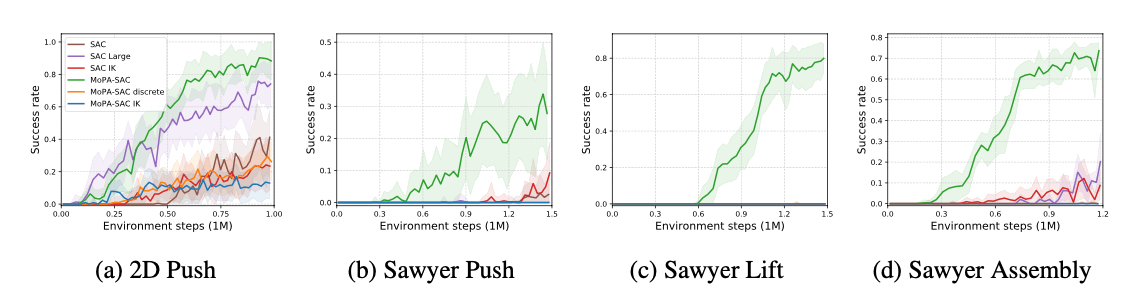 1.0
0.8
0.6
0.4
0.2
0.0
Success rate
SAC
SAC Large
SAC IK
MoPA-SAC
MoPA-SAC discrete
MoPA-SAC IK
0.00 0.25 0.50 0.75 1.00
Environment steps (1M)
(a) 2D Push
0.5
0.4
0.3
0.2
0.1
0.0
Success rate
0.0 0.3 0.6 0.9 1.2 1.5
Environment steps (1M)
(b) Sawyer Push
0.8
0.6
0.4
0.2
0.0
Success rate
0.0 0.3 0.6 0.9 1.2 1.5
Environment steps (1M)
(c) Sawyer Lift
0.8
0.7
0.5
0.4
0.2
0.1
0.0
Success rate
0.0 0.3 0.6 0.9 1.2
Environment steps (1M)
(d) Sawyer Assembly